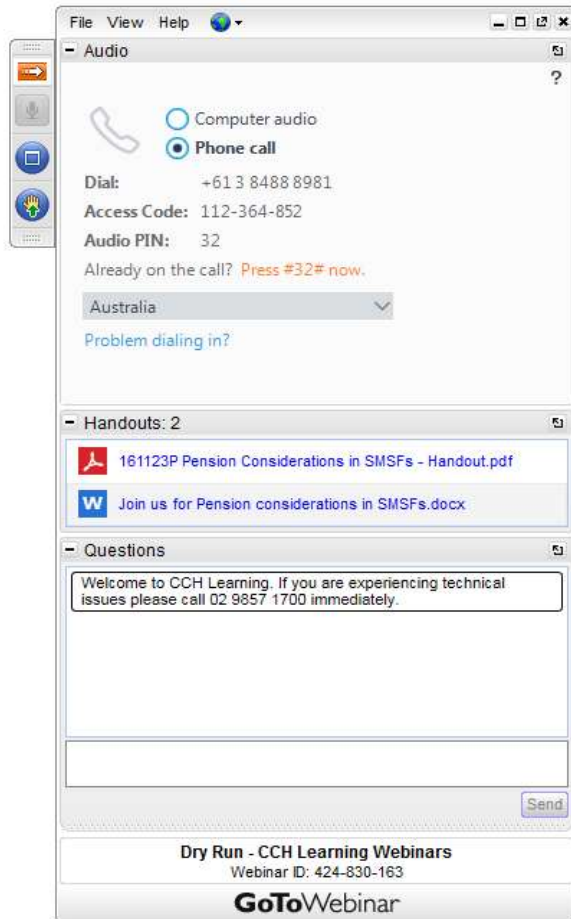 File View Help
Audio
?
Computer audio
Phone call
Dial: +61 3 8488 8981
Access Code: 112-364-852
Audio PIN: 32
Already on the call? Press #32# now.
Australia
Problem dialing in?
Handouts: 2
161123P Pension Considerations in SMSFs - Handout.pdf
W Join us for Pension considerations in SMSFs.docx
Questions
Welcome to CCH Learning. If you are experiencing technical
issues please call 02 9857 1700 immediately.
Send
Dry Run - CCH Learning Webinars
Webinar ID: 424-830-163
GoToWebinar